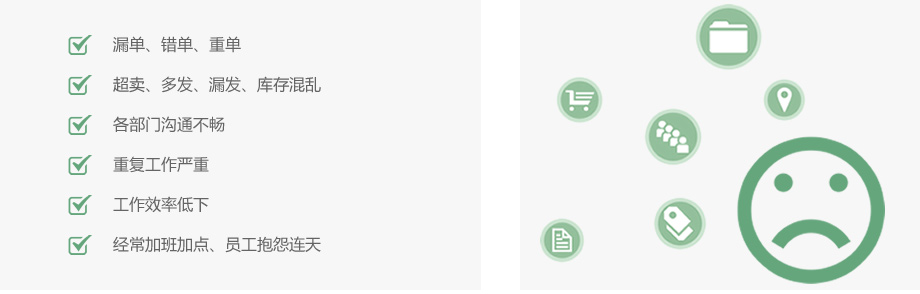 漏单、错单、重单
超卖、多发、漏发、库存混乱
各部门沟通不畅
重复工作严重
工作效率低下
经常加班加点、员工抱怨连天